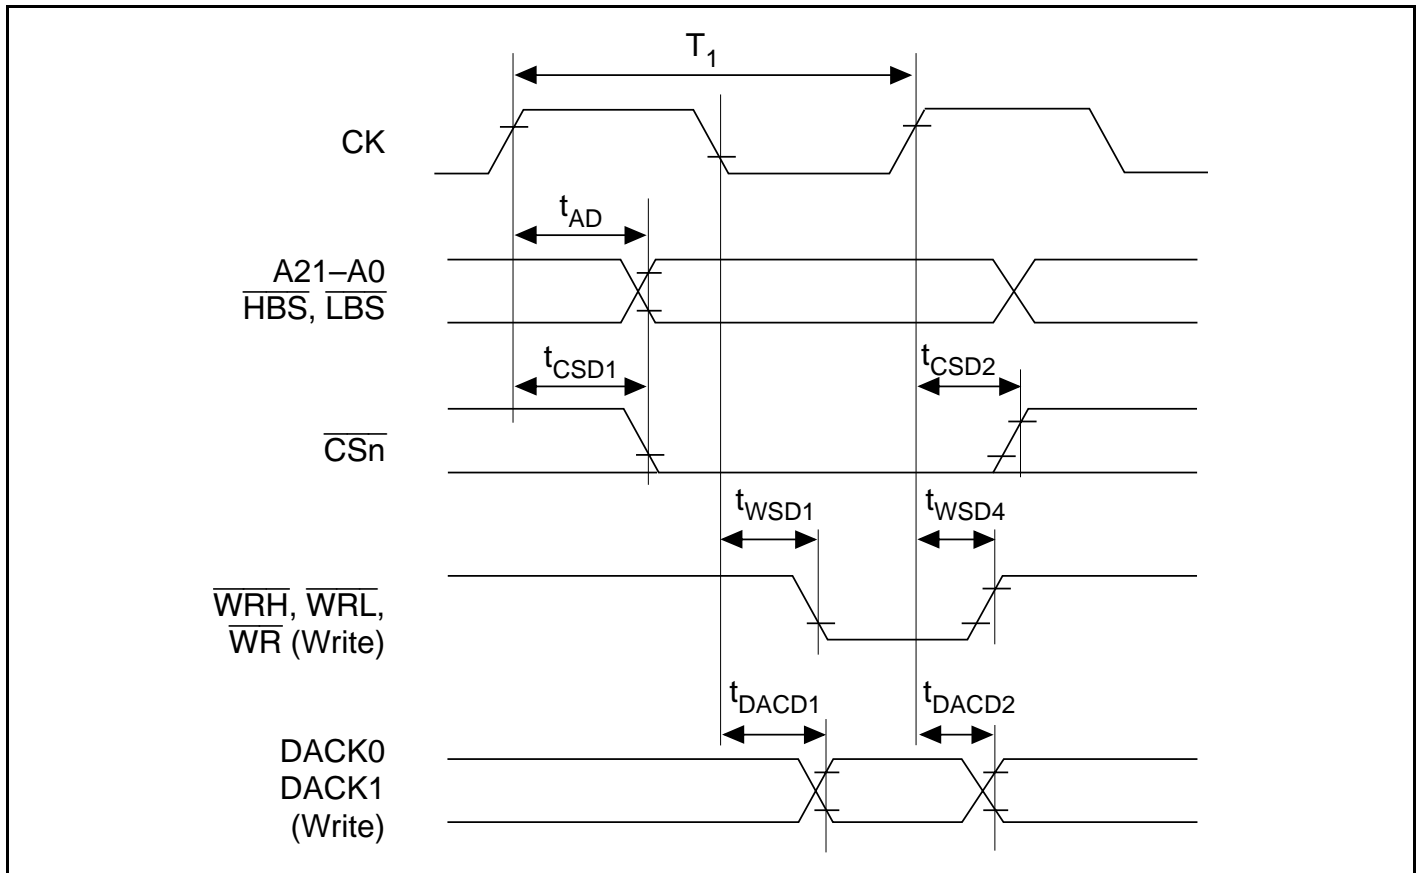 T1
CK
tAD
A21–A0
HBS, LBS
tCSD1
tCSD2
CSn
tWSD1
tWSD4
WRH, WRL,
WR (Write)
tDACD1
tDACD2
DACK0
DACK1
(Write)